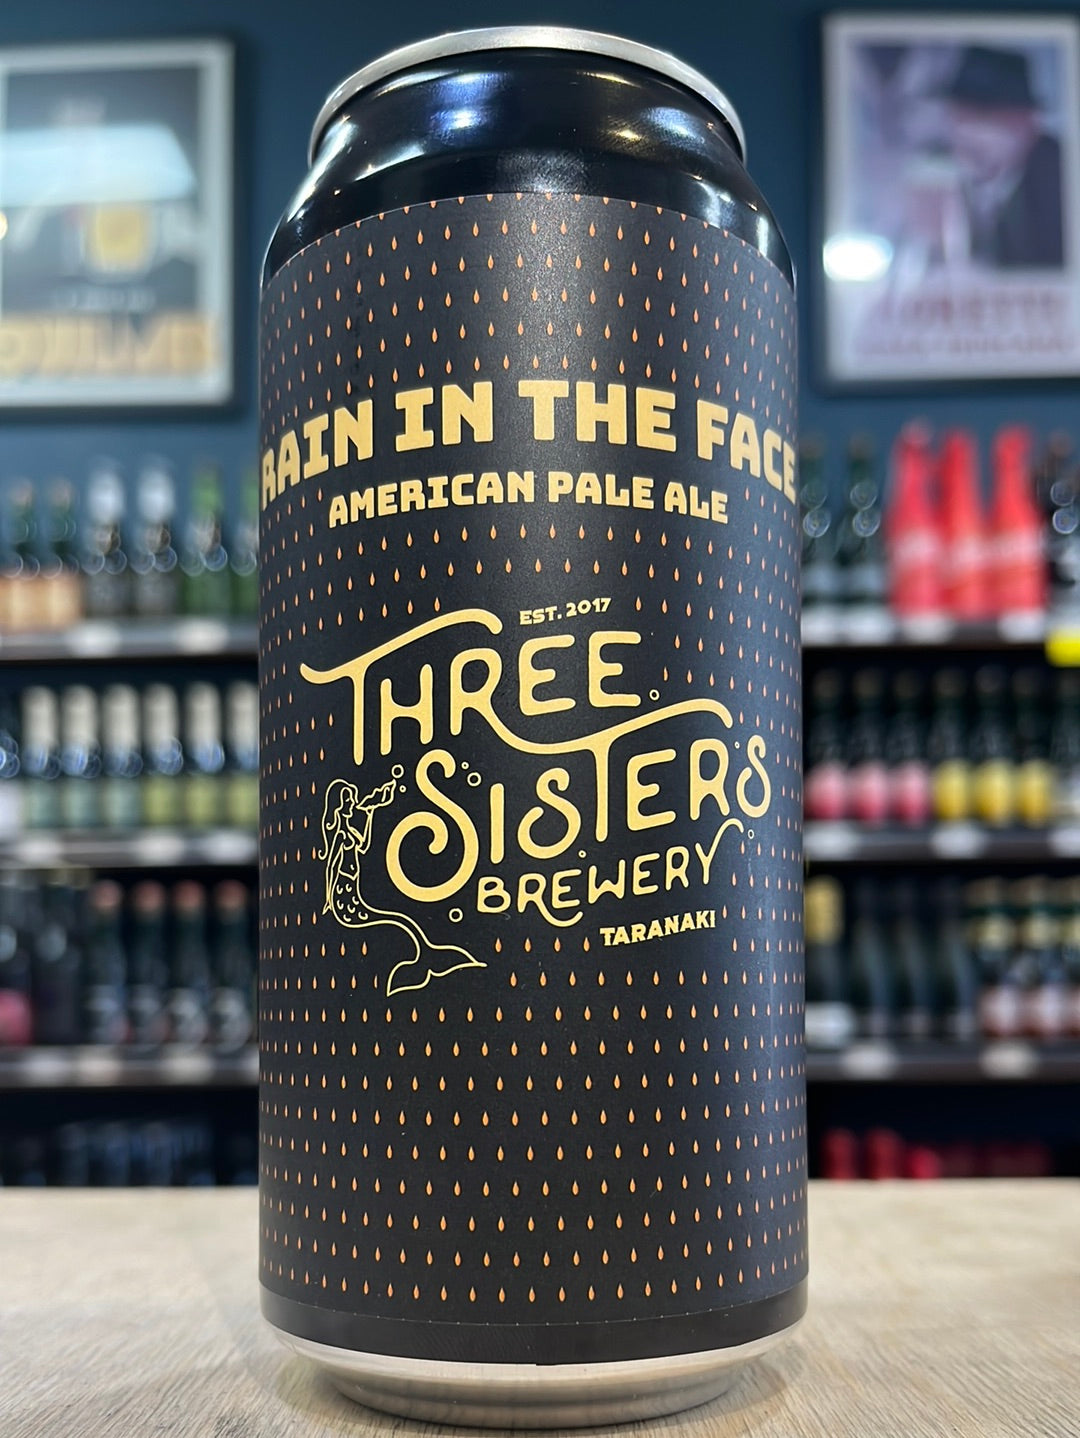 RAIN IN THE FACE
AMERICAN PALE ALE
EST. 2017
THREE
SISTERS
BREWERY
TARANAKI